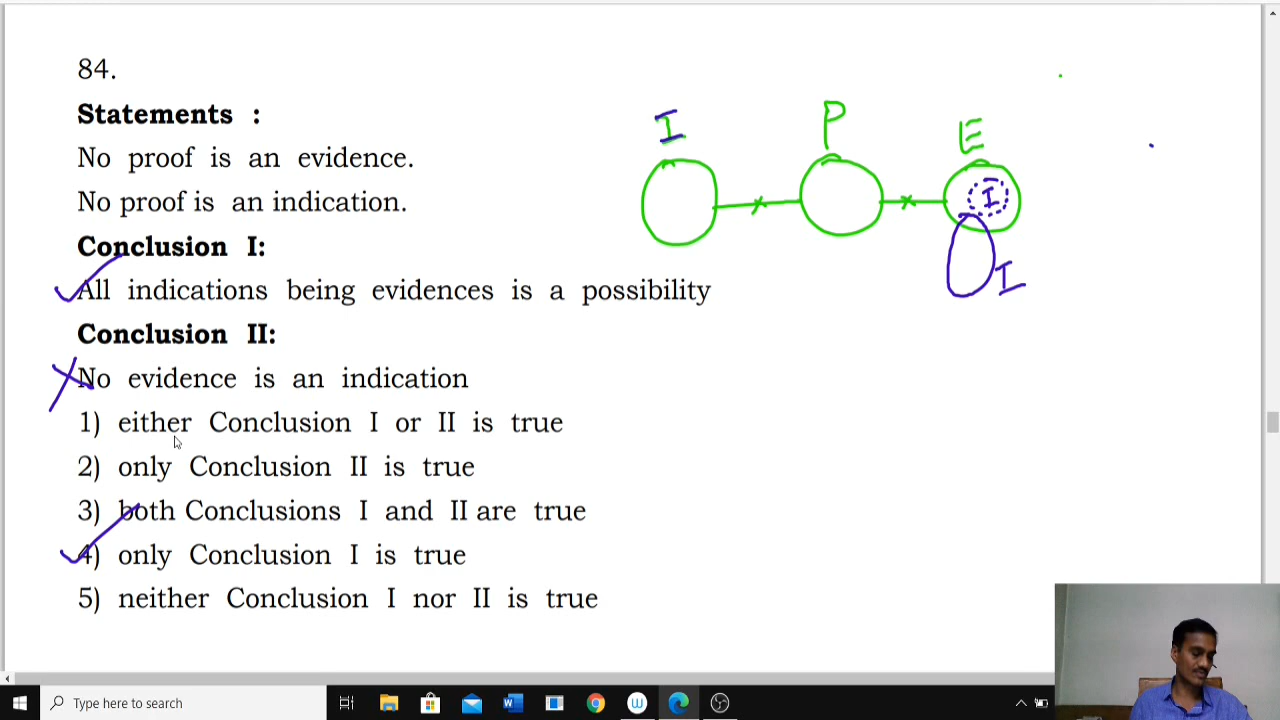 84.
Statements :
No proof is an evidence.
No proof is an indication.
Conclusion I:
All indications being evidences is a possibility
Conclusion II:
No evidence is an indication
1) either Conclusion I or II is true
2) only Conclusion II is true
3) both Conclusions I and II are true
4) only Conclusion I is true
5) neither Conclusion I nor II is true
I P E
I
I
Type here to search